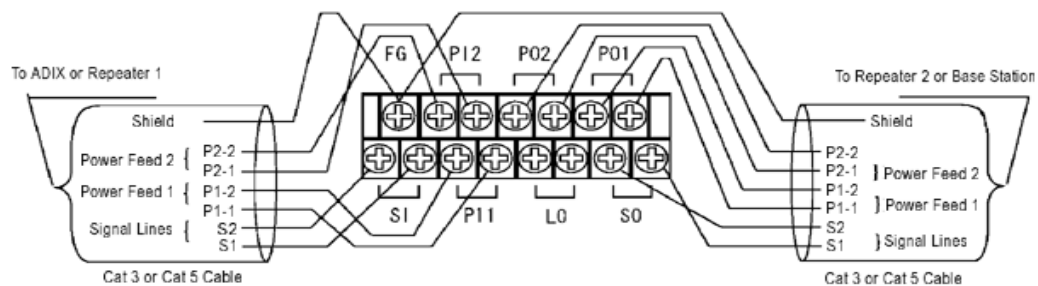 FG PI2 PO2 PO1
To ADIX or Repeater 1
To Repeater 2 or Base Station
Shield
Power Feed 2 { P2-2
P2-1
Power Feed 1 { P1-2
P1-1
Signal Lines { S2
S1
Cat 3 or Cat 5 Cable
SI PI1 LO SO
Shield
P2-2
P2-1 } Power Feed 2
P1-2
P1-1 } Power Feed 1
S2
S1 } Signal Lines
Cat 3 or Cat 5 Cable